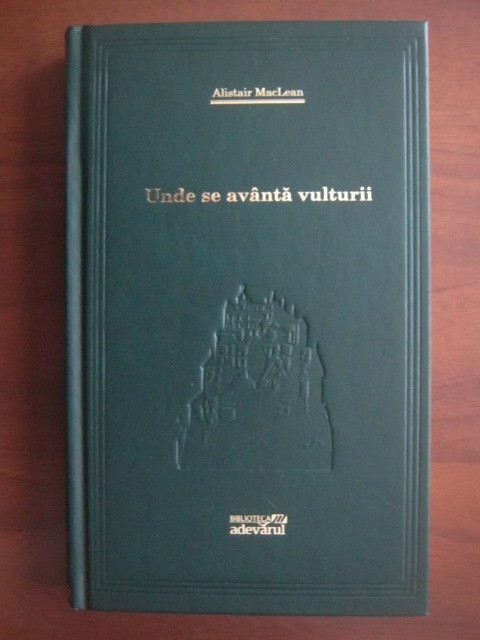 Alistair MacLean
Unde se avântă vulturii
BIBLIOTECA
adevărul